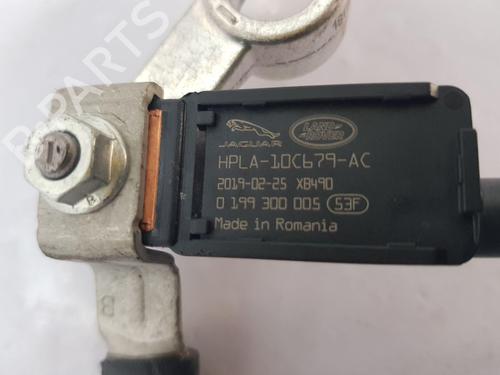 JAGUAR
LAND-
ROVER
HPLA-10C679-AC
2019-02-25 XB490
0 199 300 005 53F
Made in Romania
B-PARTS
B